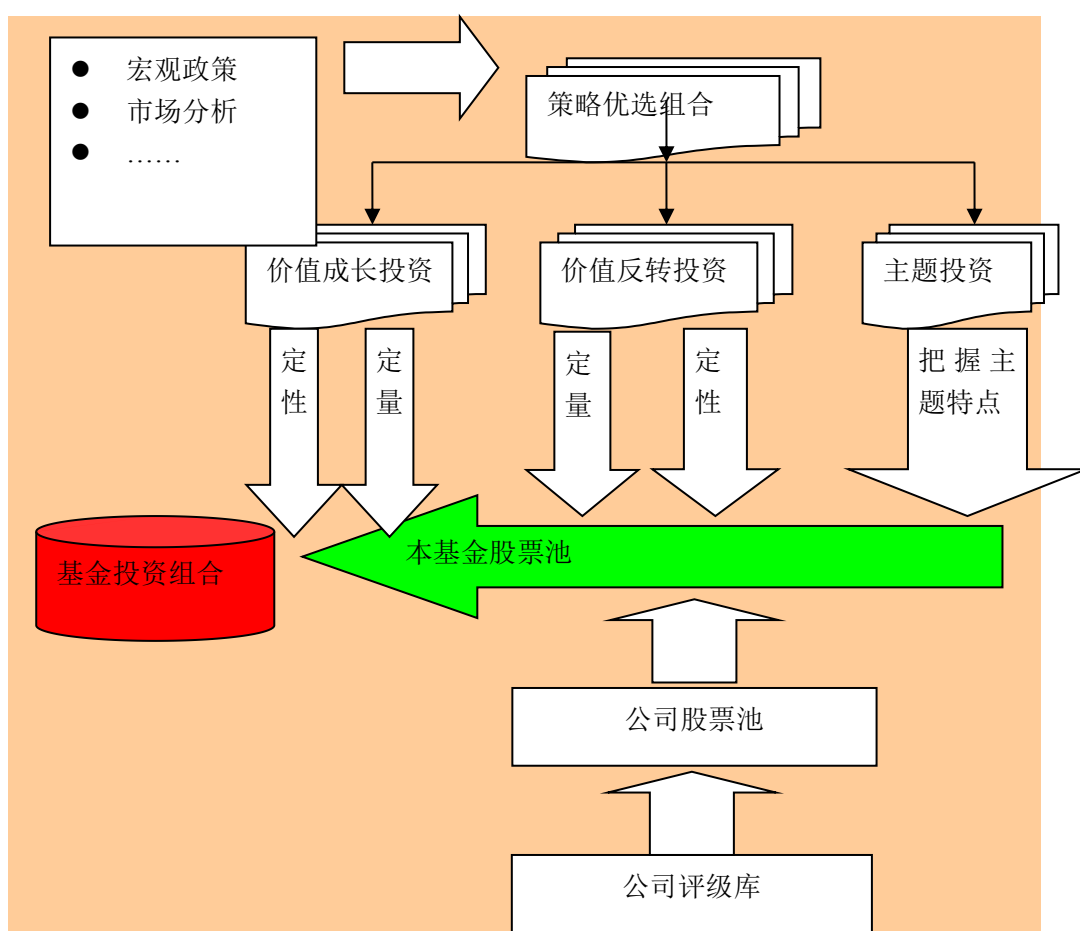 ● 宏观政策
● 市场分析
● ……
策略优选组合
价值成长投资
价值反转投资
主题投资
定性
定量
定量
定性
把握主
题特点
本基金股票池
基金投资组合
公司股票池
公司评级库